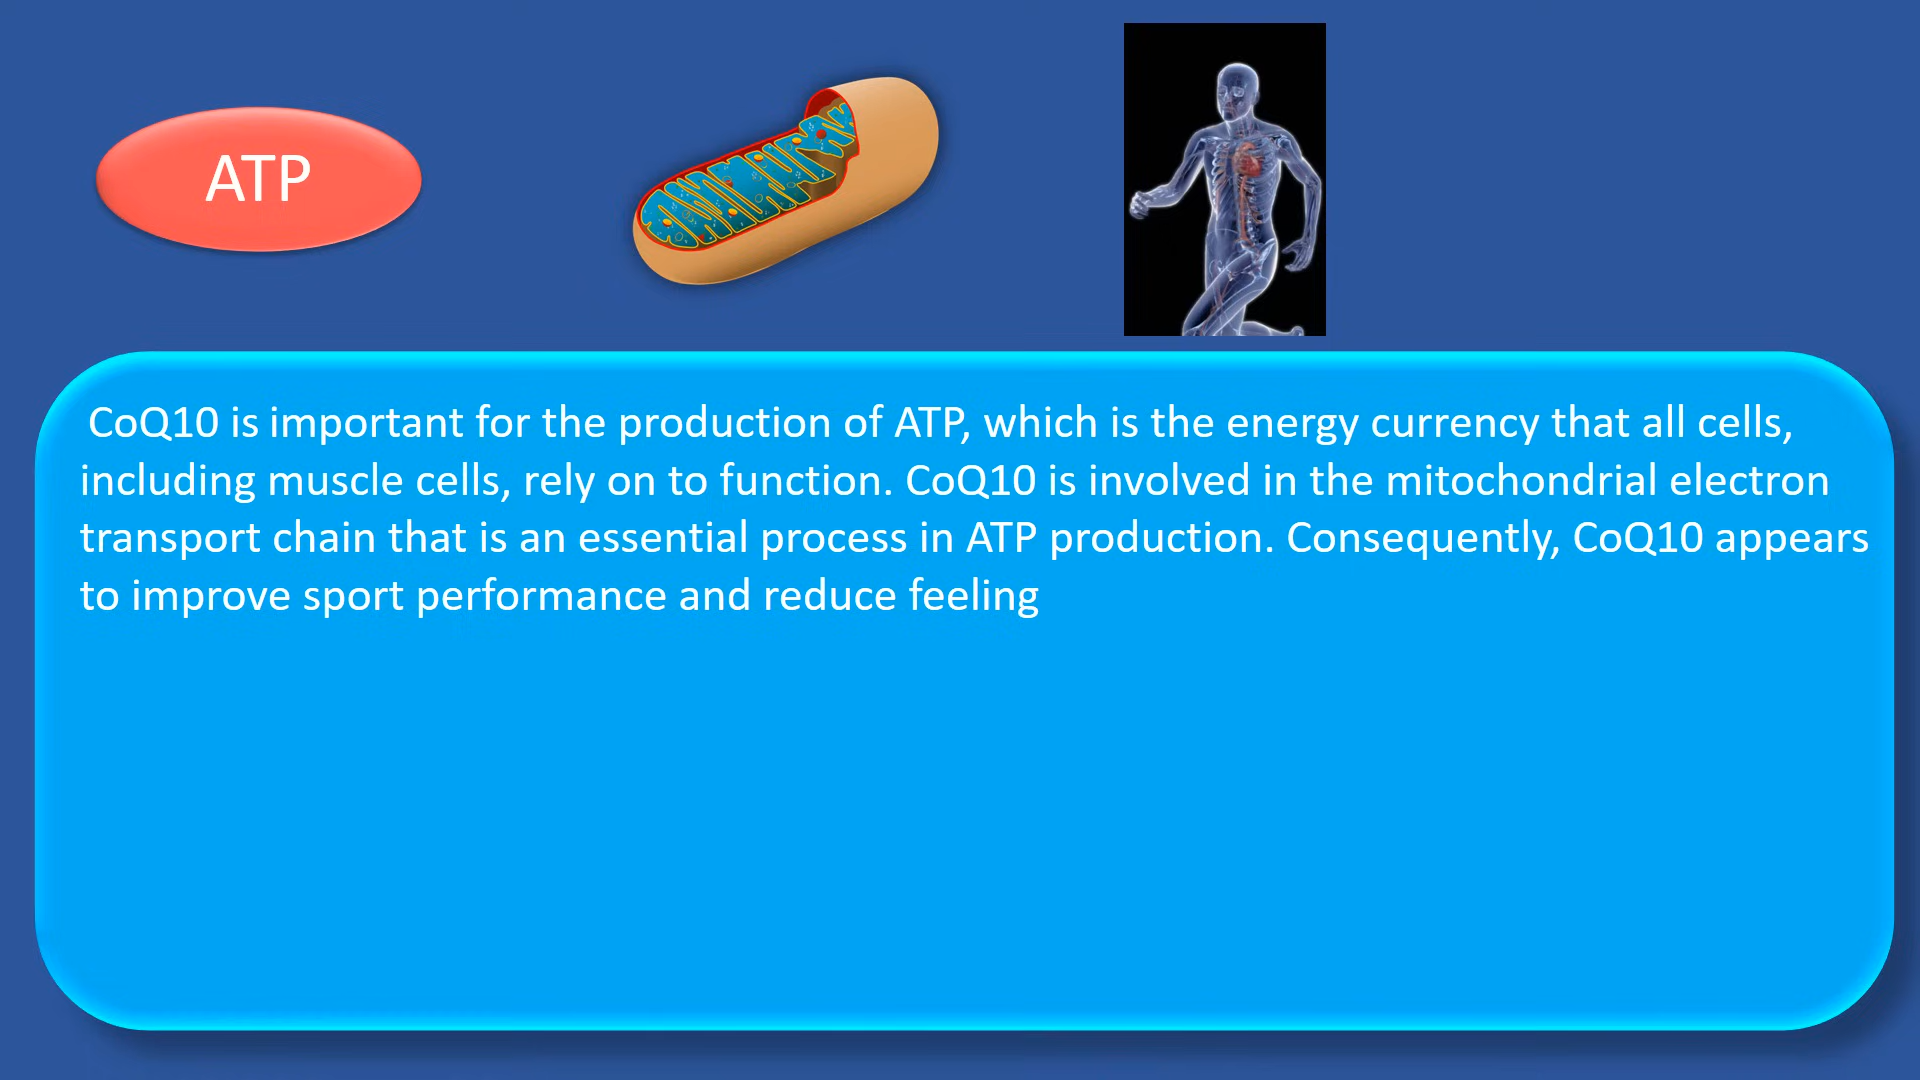 ATP
CoQ10 is important for the production of ATP, which is the energy currency that all cells,
including muscle cells, rely on to function. CoQ10 is involved in the mitochondrial electron
transport chain that is an essential process in ATP production. Consequently, CoQ10 appears
to improve sport performance and reduce feeling